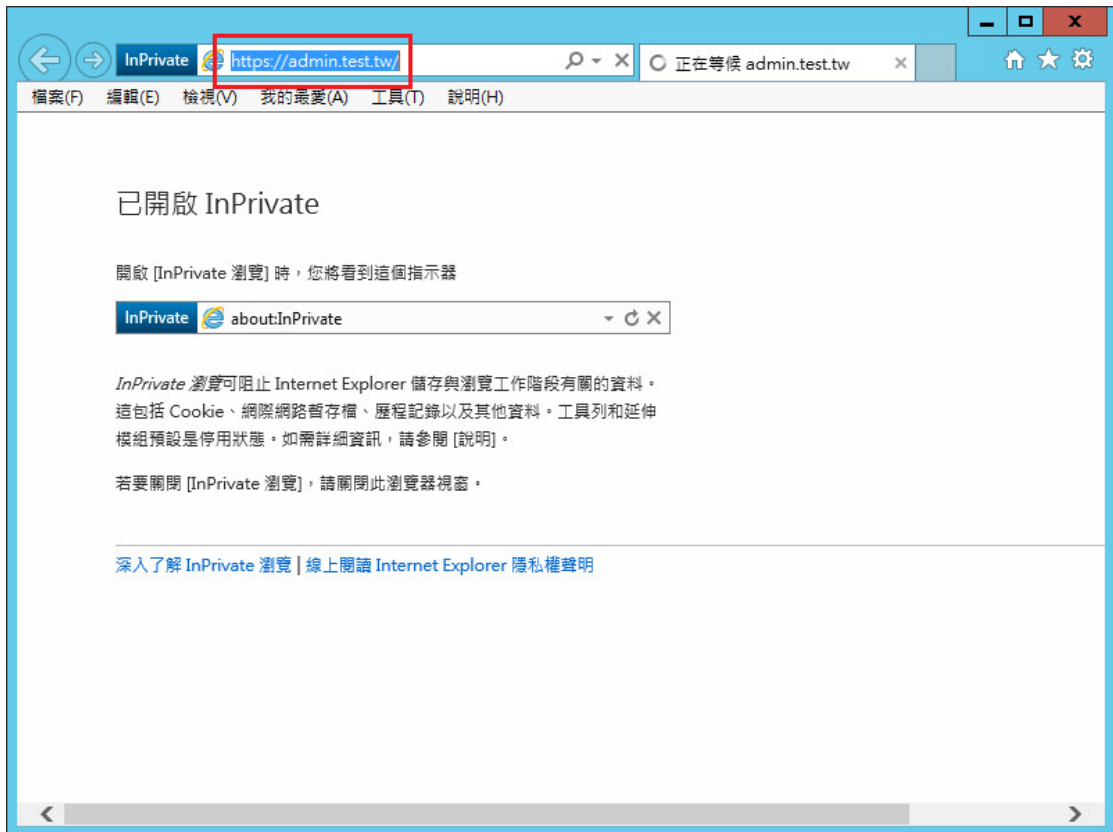 InPrivate https://admin.test.tw/ 正在等候 admin.test.tw
檔案(F) 編輯(E) 檢視(V) 我的最愛(A) 工具(T) 說明(H)
已開啟 InPrivate
開啟 [InPrivate 瀏覽] 時，您將看到這個指示器
InPrivate about:InPrivate
InPrivate 瀏覽可阻止 Internet Explorer 儲存與瀏覽工作階段有關的資料。
這包括 Cookie、網際網路暫存檔、歷程記錄以及其他資料。工具列和延伸
模組預設是停用狀態。如需詳細資訊，請參閱 [說明]。
若要關閉 [InPrivate 瀏覽]，請關閉此瀏覽器視窗。
深入了解 InPrivate 瀏覽 | 線上閱讀 Internet Explorer 隱私權聲明